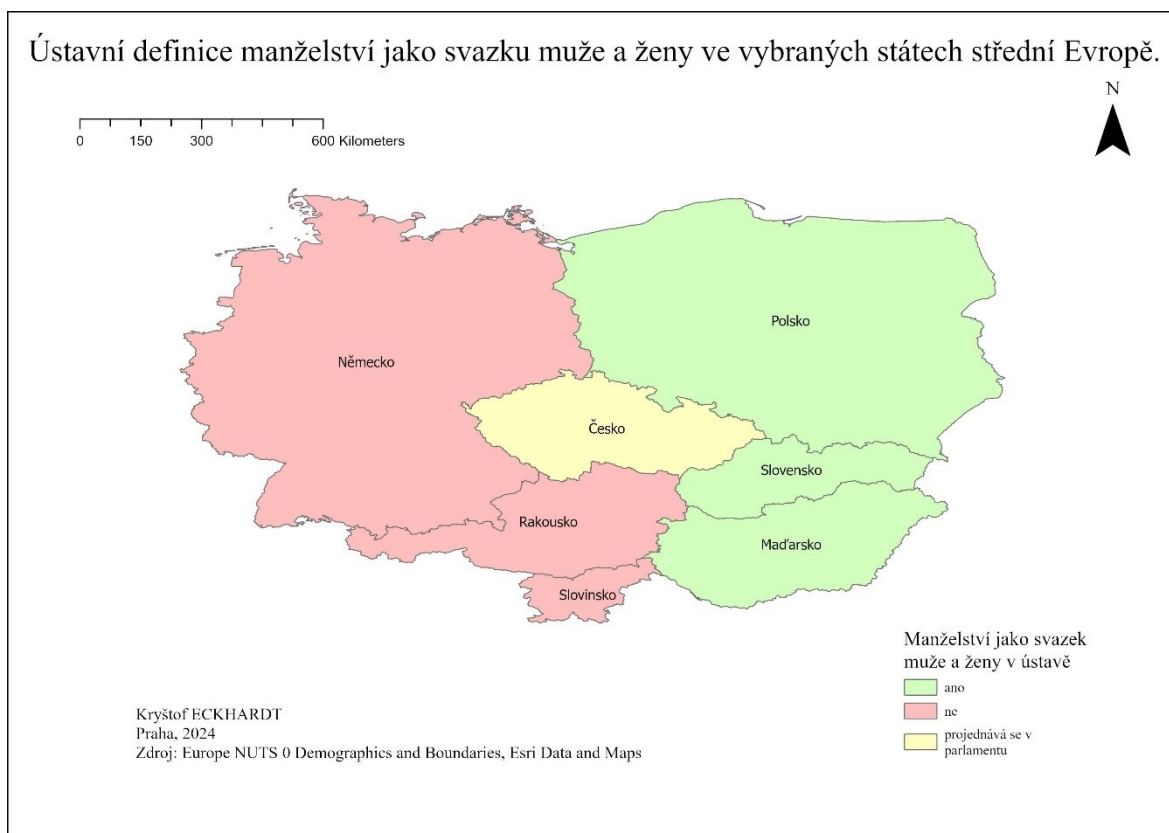 Ústavní definice manželství jako svazku muže a ženy ve vybraných státech střední Evropě.
N
0 150 300 600 Kilometers
Polsko
Německo
Česko
Slovensko
Rakousko
Maďarsko
Slovinsko
Manželství jako svazek
muže a ženy v ústavě
ano
ne
projednává se v
parlamentu
Kryštof ECKHARDT
Praha, 2024
Zdroj: Europe NUTS 0 Demographics and Boundaries, Esri Data and Maps